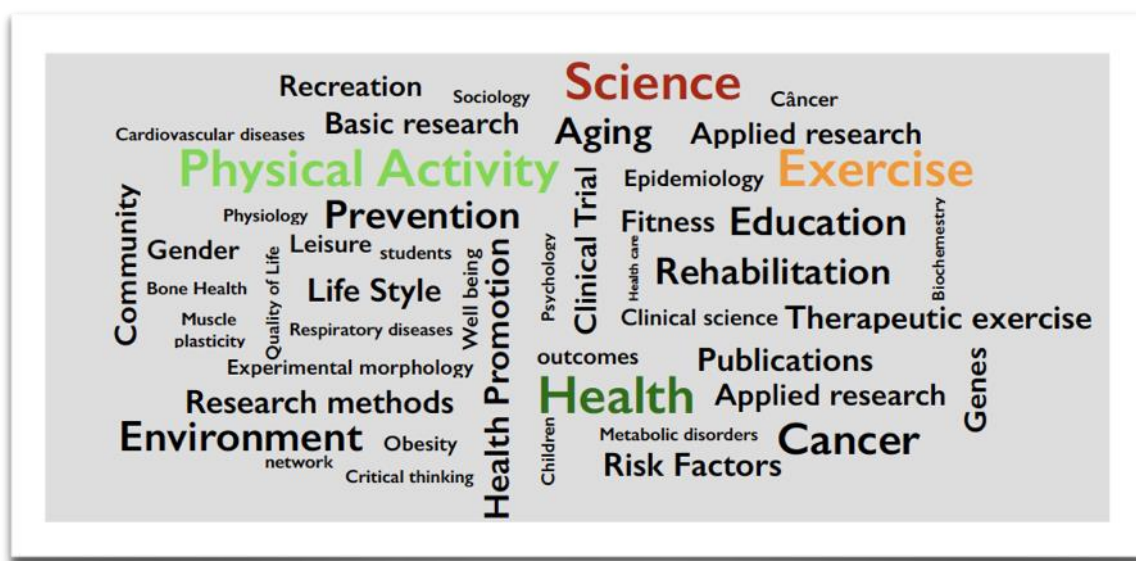 Science
Recreation
Sociology
Câncer
Cardiovascular diseases
Basic research
Aging
Applied research
Physical Activity
Exercise
Clinical Trial
Epidemiology
Community
Physiology
Prevention
Fitness
Education
Biochemestry
Gender
Leisure
students
Quality of Life
Well being
Health Promotion
Psychology
Health care
Rehabilitation
Bone Health
Life Style
Muscle
plasticity
Respiratory diseases
Clinical science
Therapeutic exercise
Experimental morphology
outcomes
Publications
Genes
Research methods
Health
Applied research
Environment
Obesity
Children
Metabolic disorders
Cancer
network
Critical thinking
Risk Factors